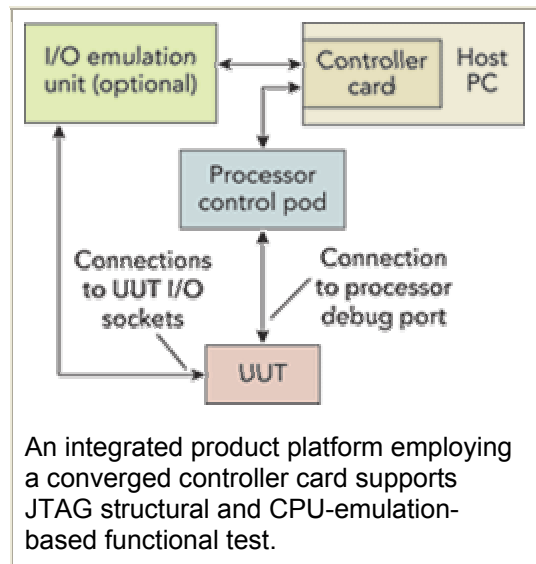 I/O emulation
unit (optional)
Controller
card
Host
PC
Processor
control pod
Connections
to UUT I/O
sockets
Connection
to processor
debug port
UUT
An integrated product platform employing
a converged controller card supports
JTAG structural and CPU-emulation-
based functional test.